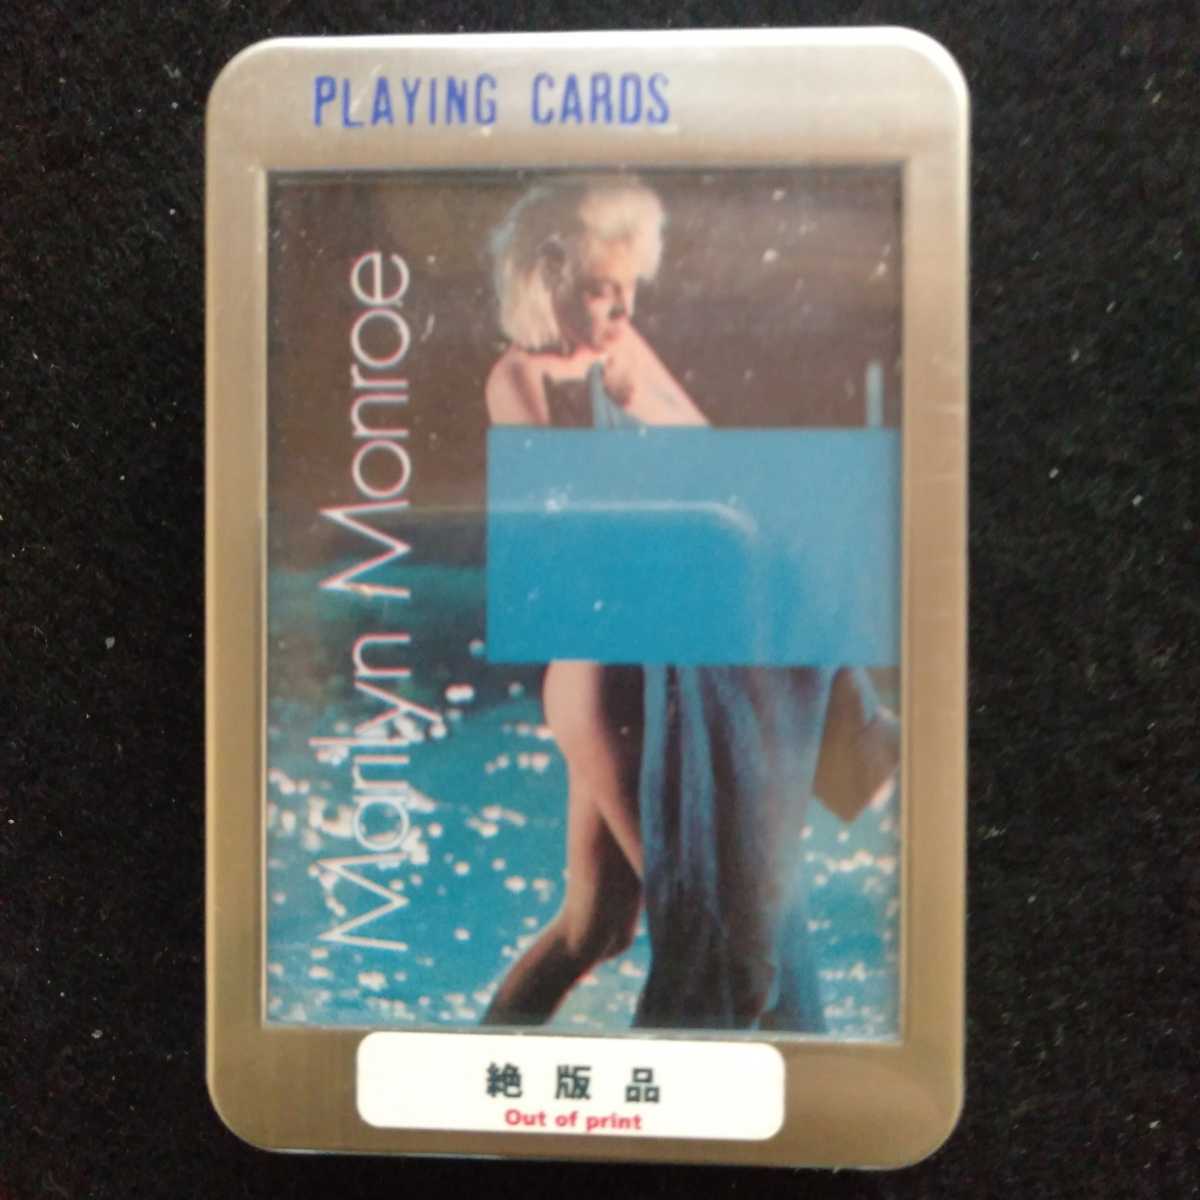 PLAYING CARDS
Marilyn Monroe
絶版品
Out of print